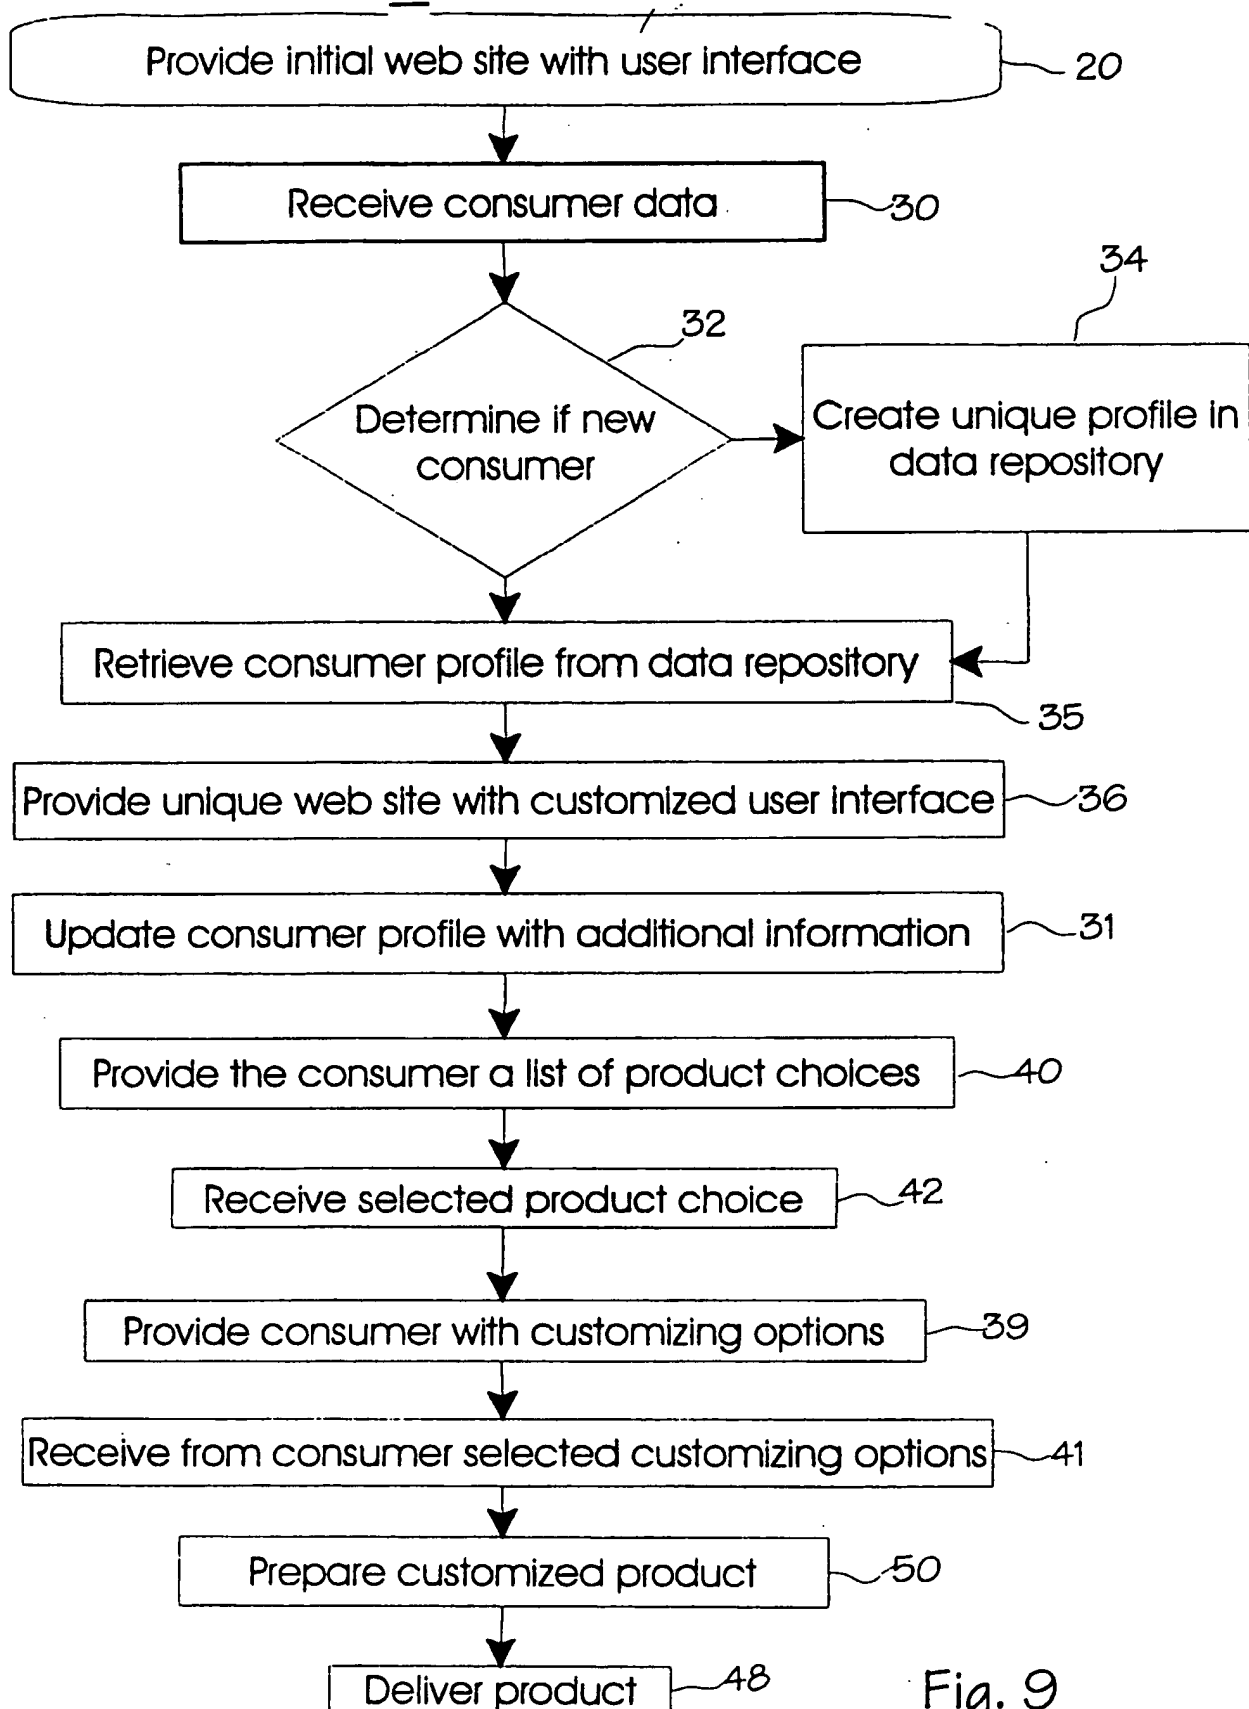 Provide initial web site with user interface
20
Receive consumer data
30
34
32
Determine if new
consumer
Create unique profile in
data repository
Retrieve consumer profile from data repository
35
Provide unique web site with customized user interface
36
Update consumer profile with additional information
31
Provide the consumer a list of product choices
40
Receive selected product choice
42
Provide consumer with customizing options
39
Receive from consumer selected customizing options
41
Prepare customized product
50
Deliver product
48
Fig. 9